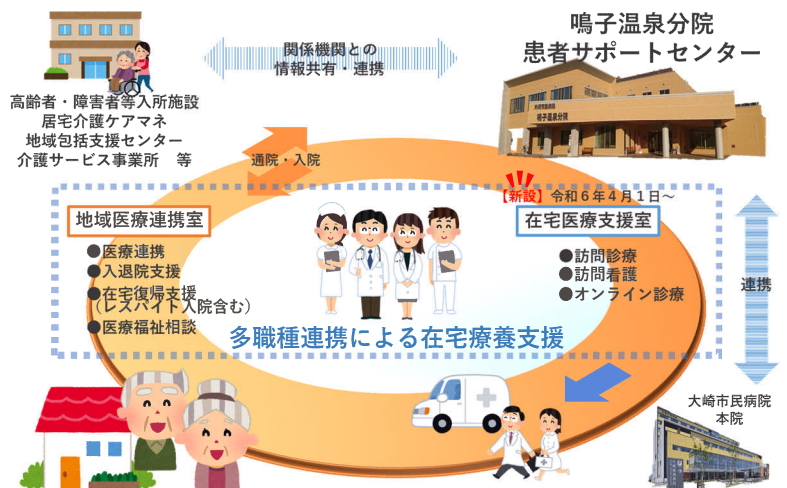 鳴子温泉分院
患者サポートセンター
関係機関との
情報共有・連携
高齢者・障害者等入所施設
居宅介護ケアマネ
地域包括支援センター
介護サービス事業所　等
鳴子温泉分院
通院・入院
【新設】令和６年４月１日～
地域医療連携室
●医療連携
●入退院支援
●在宅復帰支援
（レスパイト入院含む）
●医療福祉相談
在宅医療支援室
●訪問診療
●訪問看護
●オンライン診療
多職種連携による在宅療養支援
連携
大崎市民病院
本院